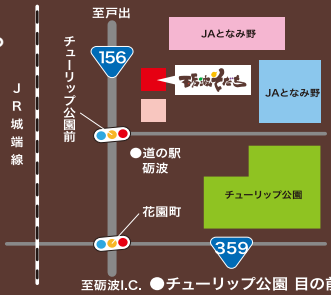 至戸出
JAとなみ野
チューリップ公園前
156
砺波そだち
JAとなみ野
JR城端線
道の駅
砺波
チューリップ公園
花園町
359
至砺波I.C.
●チューリップ公園 目の前